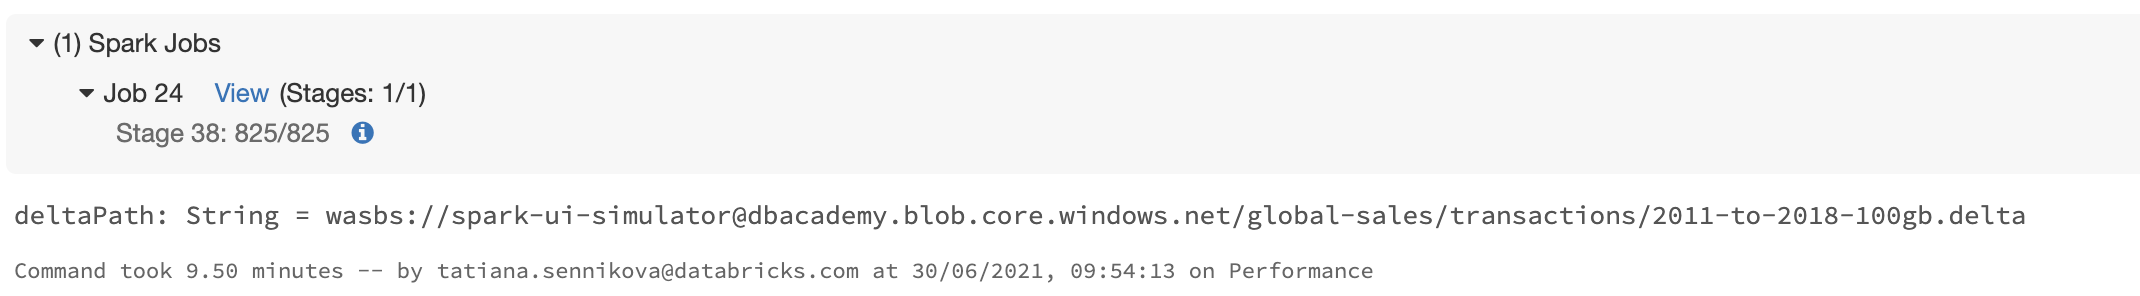 (1) Spark Jobs
Job 24 View (Stages: 1/1)
Stage 38: 825/825
deltaPath: String = wasbs://spark-ui-simulator@dbacademy.blob.core.windows.net/global-sales/transactions/2011-to-2018-100gb.delta
Command took 9.50 minutes -- by tatiana.sennikova@databricks.com at 30/06/2021, 09:54:13 on Performance